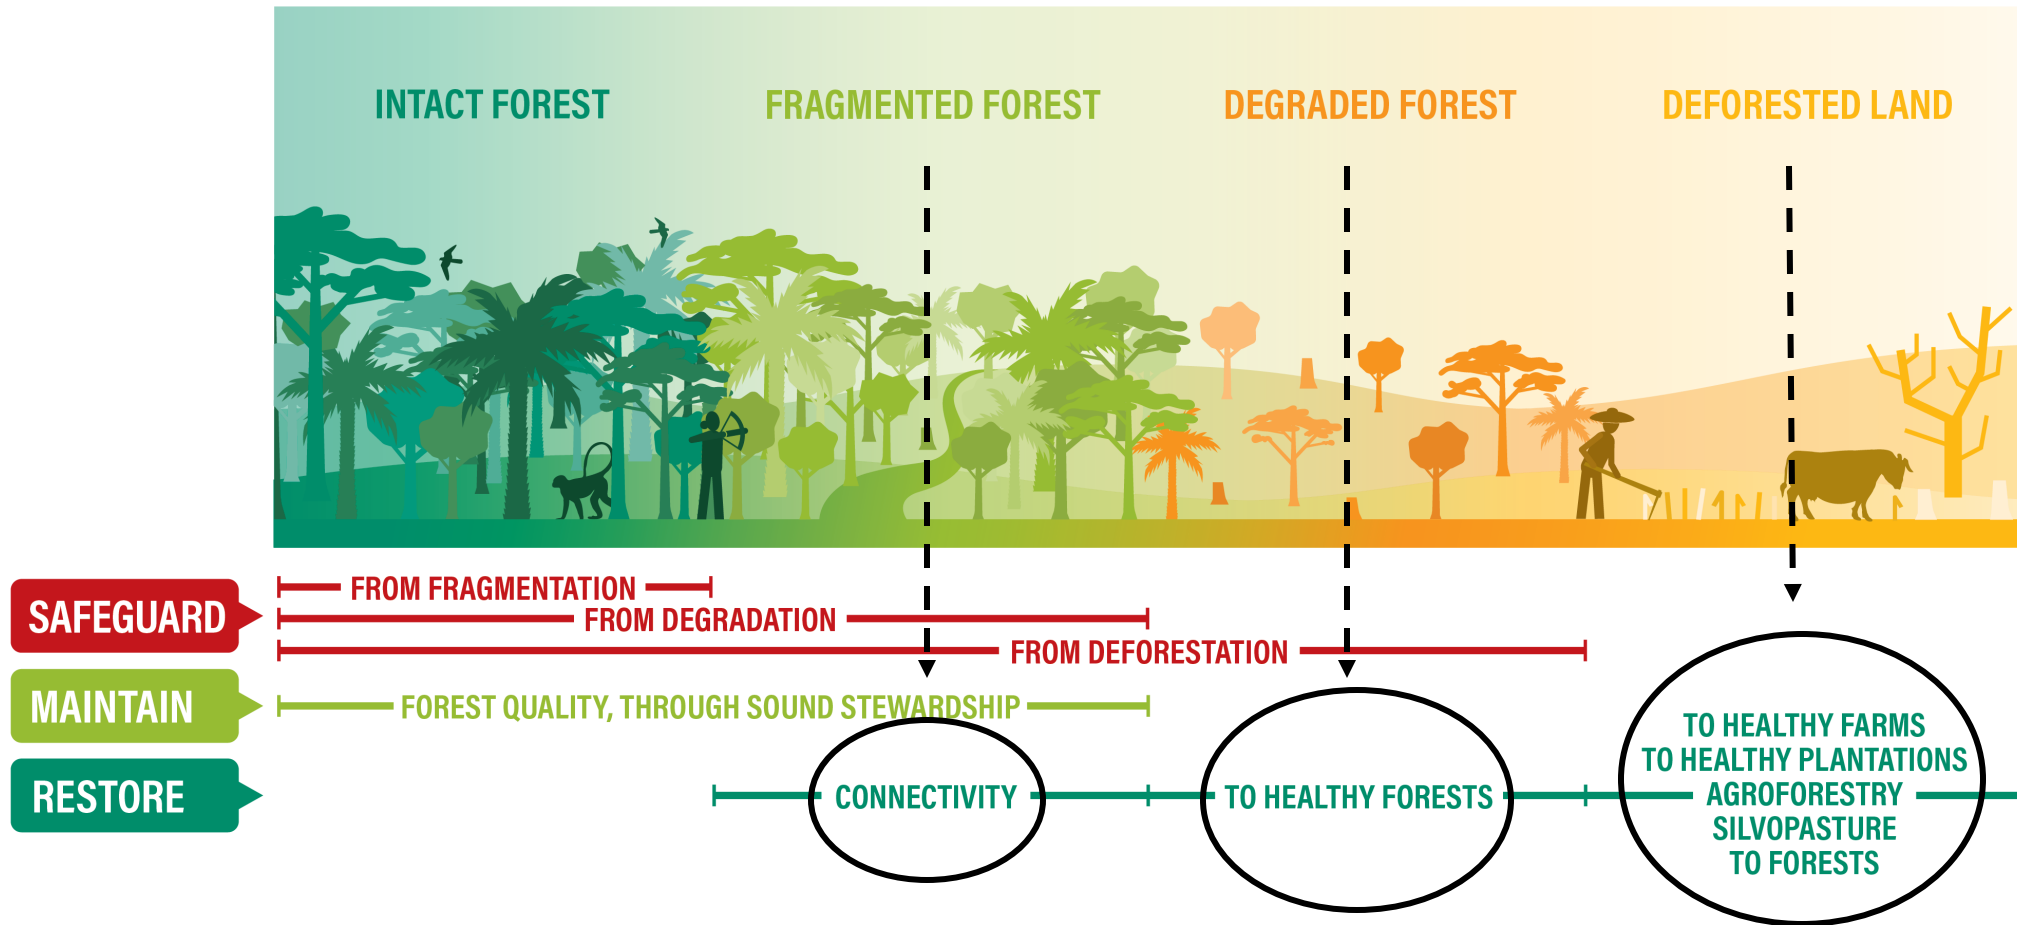 INTACT FOREST
FRAGMENTED FOREST
DEGRADED FOREST
DEFORESTED LAND
SAFEGUARD
FROM FRAGMENTATION
FROM DEGRADATION
FROM DEFORESTATION
MAINTAIN
FOREST QUALITY, THROUGH SOUND STEWARDSHIP
RESTORE
CONNECTIVITY
TO HEALTHY FORESTS
TO HEALTHY FARMS
TO HEALTHY PLANTATIONS
AGROFORESTRY
SILVOPASTURE
TO FORESTS